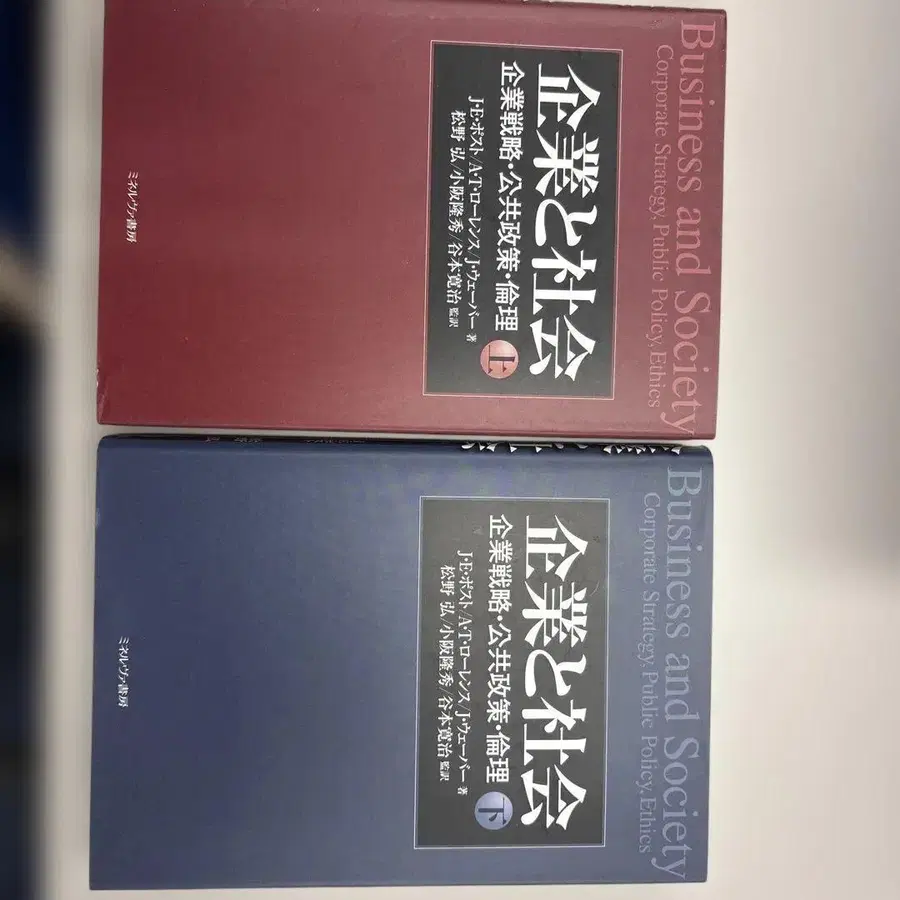 Business and Society
Corporate Strategy, Public Policy, Ethics
企業と社会
企業戦略・公共政策・倫理
上
J・E・ポスト/A・T・ローレンス/J・ウェーバー 著
松野 弘/小阪隆秀/谷本寛治 監訳
ミネルヴァ書房
Business and Society
Corporate Strategy, Public Policy, Ethics
企業と社会
企業戦略・公共政策・倫理
下
J・E・ポスト/A・T・ローレンス/J・ウェーバー 著
松野 弘/小阪隆秀/谷本寛治 監訳
ミネルヴァ書房